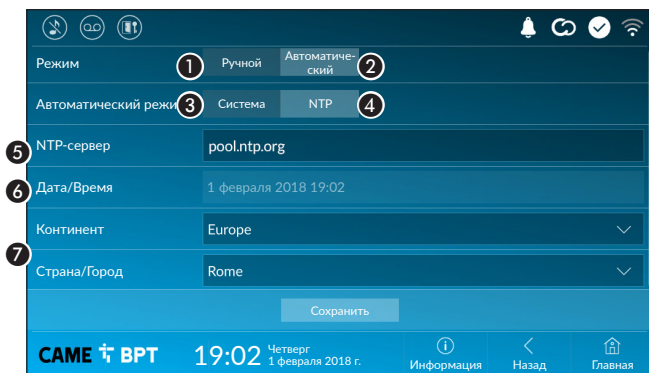 Режим
1 Ручной Автоматиче-
ский 2
Автоматический режи 3 Система NTP 4
5 NTP-сервер pool.ntp.org
6 Дата/Время 1 февраля 2018 19:02
Континент Europe
7
Страна/Город Rome
Сохранить
CAME BPT 19:02 Четверг
1 февраля 2018 г.
Информация Назад Главная